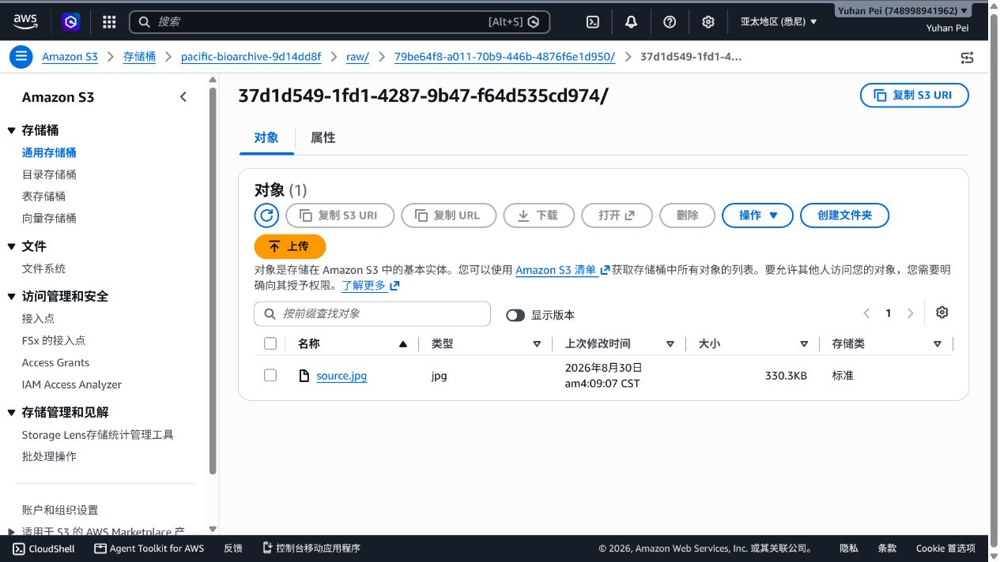 aws
搜索
[Alt+S]
亚太地区 (悉尼)
Yuhan Pei (748998941962)
Yuhan Pei
Amazon S3
存储桶
pacific-bioarchive-9d14dd8f
raw/
79be64f8-a011-70b9-446b-4876f6e1d950/
37d1d549-1fd1-4...
Amazon S3
存储桶
通用存储桶
目录存储桶
表存储桶
向量存储桶
文件
文件系统
访问管理和安全
接入点
FSx 的接入点
Access Grants
IAM Access Analyzer
存储管理和见解
Storage Lens存储统计管理工具
批处理操作
账户和组织设置
适用于 S3 的 AWS Marketplace 产
37d1d549-1fd1-4287-9b47-f64d535cd974/
复制 S3 URI
对象
属性
对象 (1)
复制 S3 URI
复制 URL
下载
打开
删除
操作
创建文件夹
上传
对象是存储在 Amazon S3 中的基本实体。您可以使用 Amazon S3 清单 获取存储桶中所有对象的列表。要允许其他人访问您的对象，您需要明
确向其授予权限。了解更多
按前缀查找对象
显示版本
1
名称
类型
上次修改时间
大小
存储类
source.jpg
jpg
2026年8月30日
am4:09:07 CST
330.3KB
标准
CloudShell
Agent Toolkit for AWS
反馈
控制台移动应用程序
© 2026, Amazon Web Services, Inc. 或其关联公司。
隐私
条款
Cookie 首选项